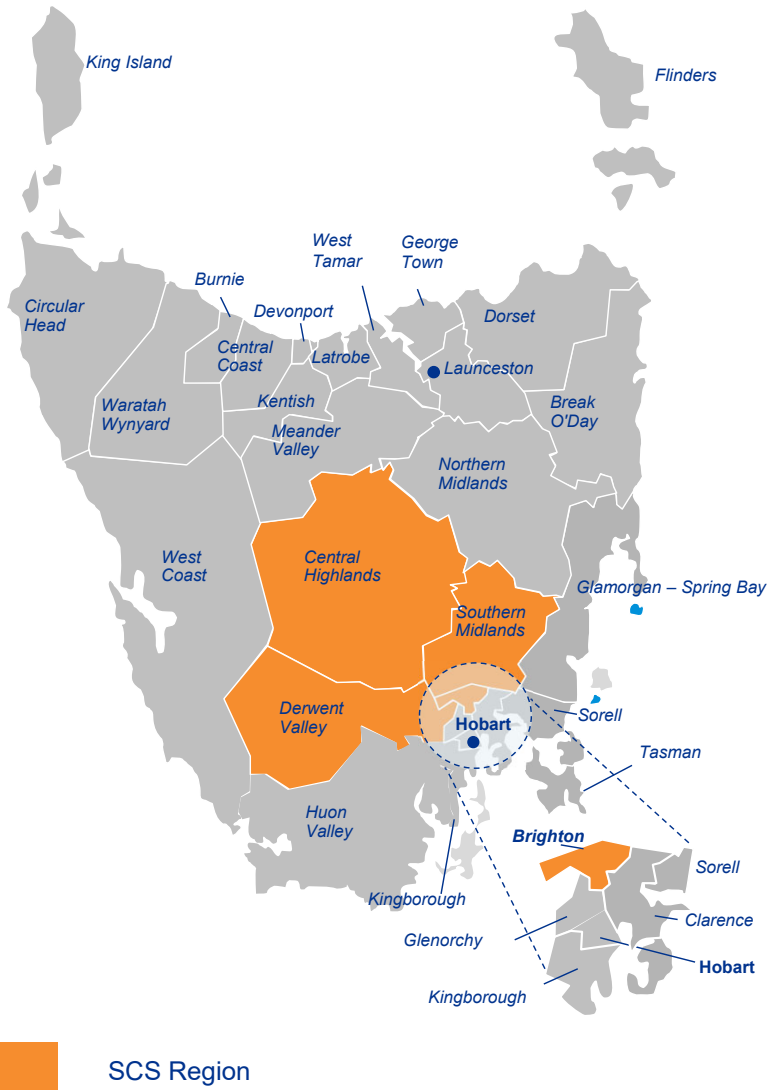 King Island
Flinders
West
Tamar
George
Town
Burnie
Circular
Head
Devonport
Dorset
Central
Coast
Latrobe
Launceston
Waratah
Wynyard
Kentish
Break
O'Day
Meander
Valley
Northern
Midlands
West
Coast
Central
Highlands
Glamorgan – Spring Bay
Southern
Midlands
Derwent
Valley
Hobart
Sorell
Tasman
Huon
Valley
Brighton
Sorell
Kingborough
Clarence
Glenorchy
Hobart
Kingborough
SCS Region